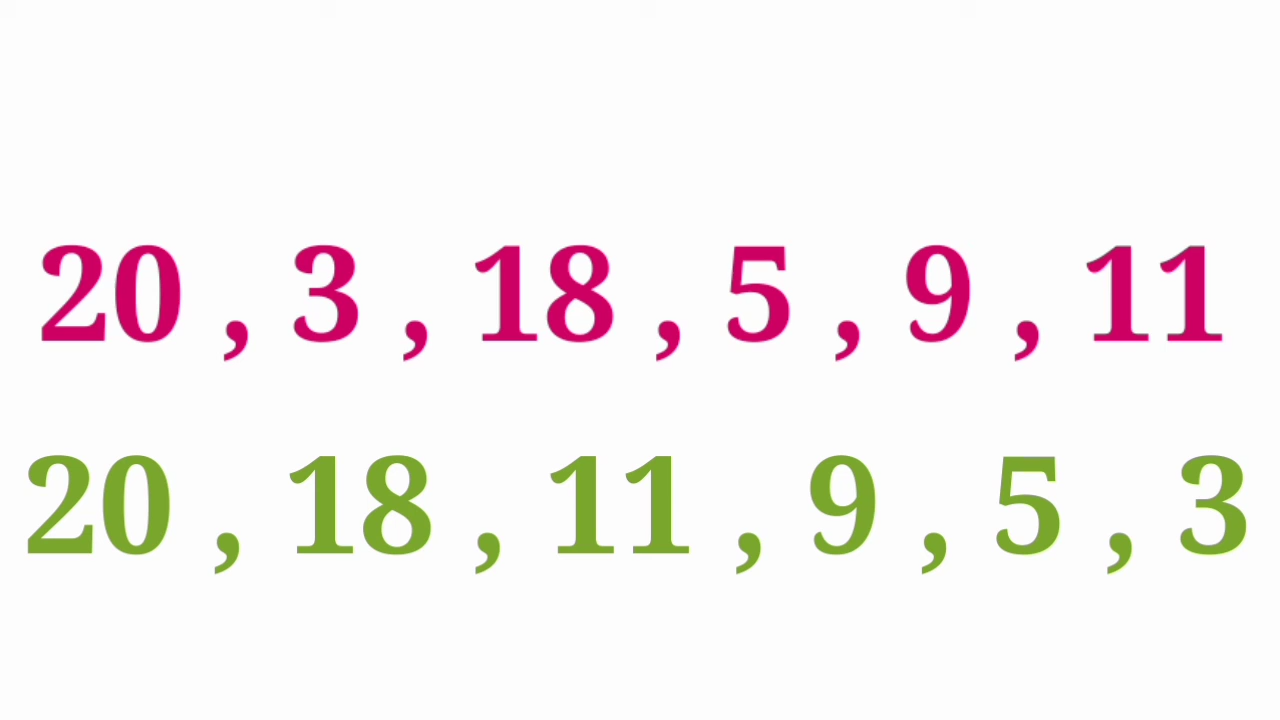 20 , 3 , 18 , 5 , 9 , 11
20 , 18 , 11 , 9 , 5 , 3